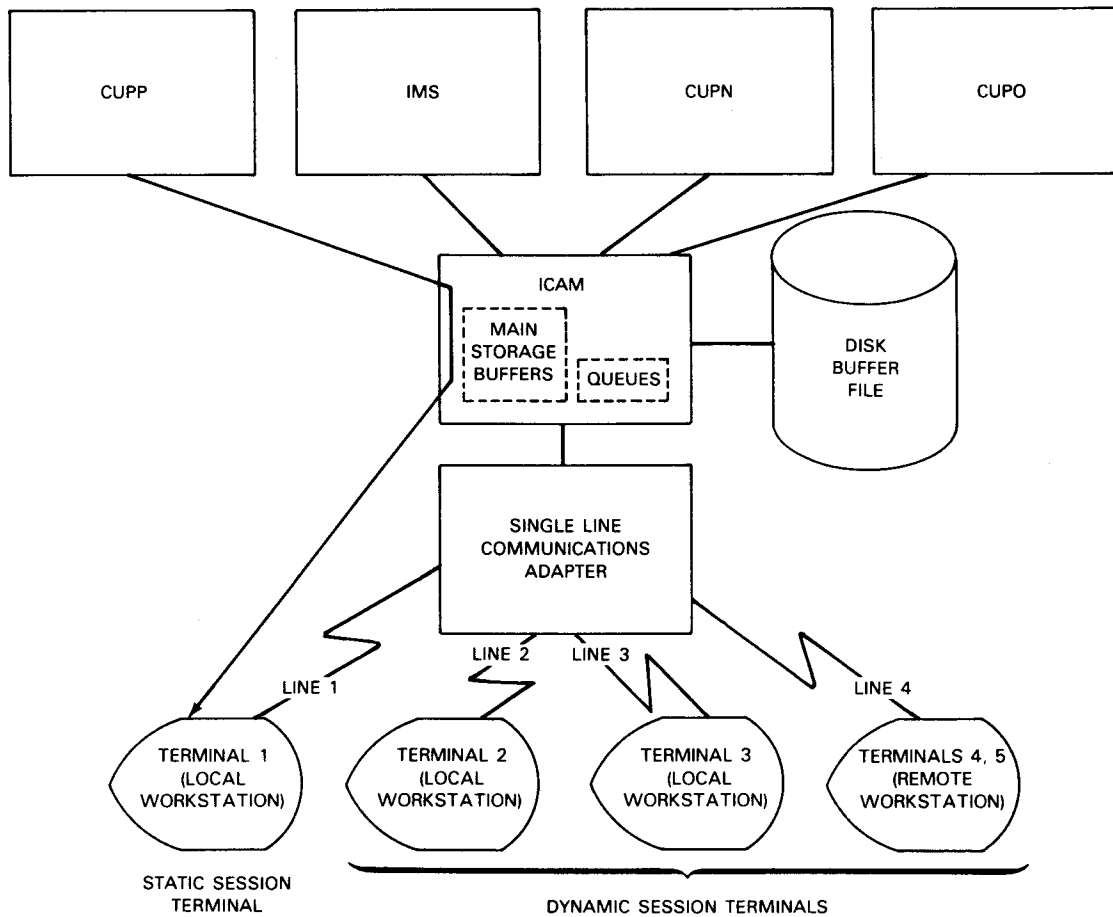 CUPP
IMS
CUPN
CUPO
ICAM
MAIN
STORAGE
BUFFERS
QUEUES
DISK
BUFFER
FILE
SINGLE LINE
COMMUNICATIONS
ADAPTER
LINE 1
LINE 2
LINE 3
LINE 4
TERMINAL 1
(LOCAL
WORKSTATION)
TERMINAL 2
(LOCAL
WORKSTATION)
TERMINAL 3
(LOCAL
WORKSTATION)
TERMINALS 4, 5
(REMOTE
WORKSTATION)
STATIC SESSION
TERMINAL
DYNAMIC SESSION TERMINALS